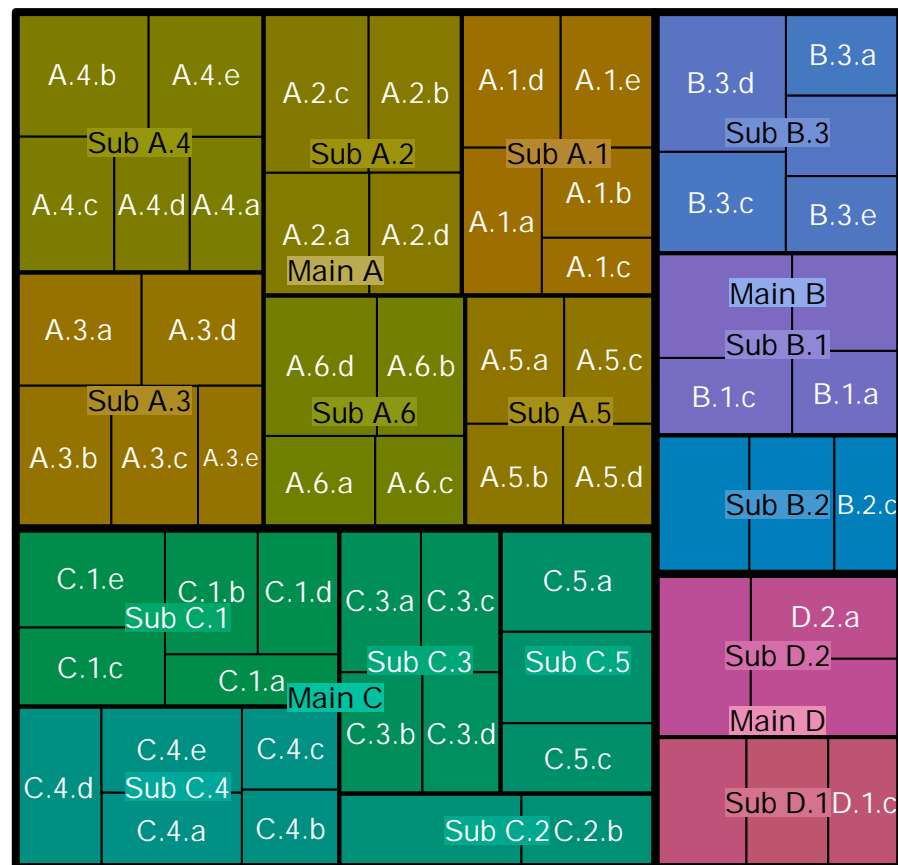 A.4.b
A.4.e
Sub A.4
A.4.c
A.4.d
A.4.a
A.2.c
A.2.b
Sub A.2
A.2.a
A.2.d
Main A
A.1.d
A.1.e
Sub A.1
A.1.a
A.1.b
A.1.c
A.3.a
A.3.d
Sub A.3
A.3.b
A.3.c
A.3.e
A.6.d
A.6.b
Sub A.6
A.6.a
A.6.c
A.5.a
A.5.c
Sub A.5
A.5.b
A.5.d
B.3.d
B.3.a
Sub B.3
B.3.c
B.3.e
Main B
Sub B.1
B.1.c
B.1.a
Sub B.2
B.2.c
C.1.e
C.1.b
C.1.d
Sub C.1
C.1.c
C.1.a
Main C
C.3.a
C.3.c
Sub C.3
C.3.b
C.3.d
C.5.a
Sub C.5
C.5.c
C.4.d
C.4.e
C.4.c
Sub C.4
C.4.a
C.4.b
Sub C.2
C.2.b
D.2.a
Sub D.2
Main D
Sub D.1
D.1.c